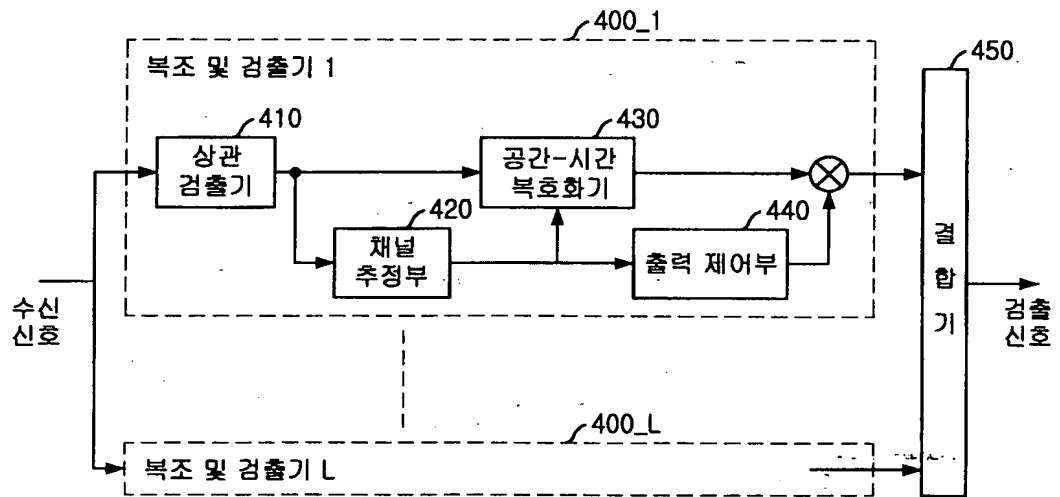 400_1
450
복조 및 검출기 1
410
430
상관
검출기
공간-시간
복호화기
420
440
채널
추정부
출력 제어부
결
합
기
수신
신호
검출
신호
400_L
복조 및 검출기 L